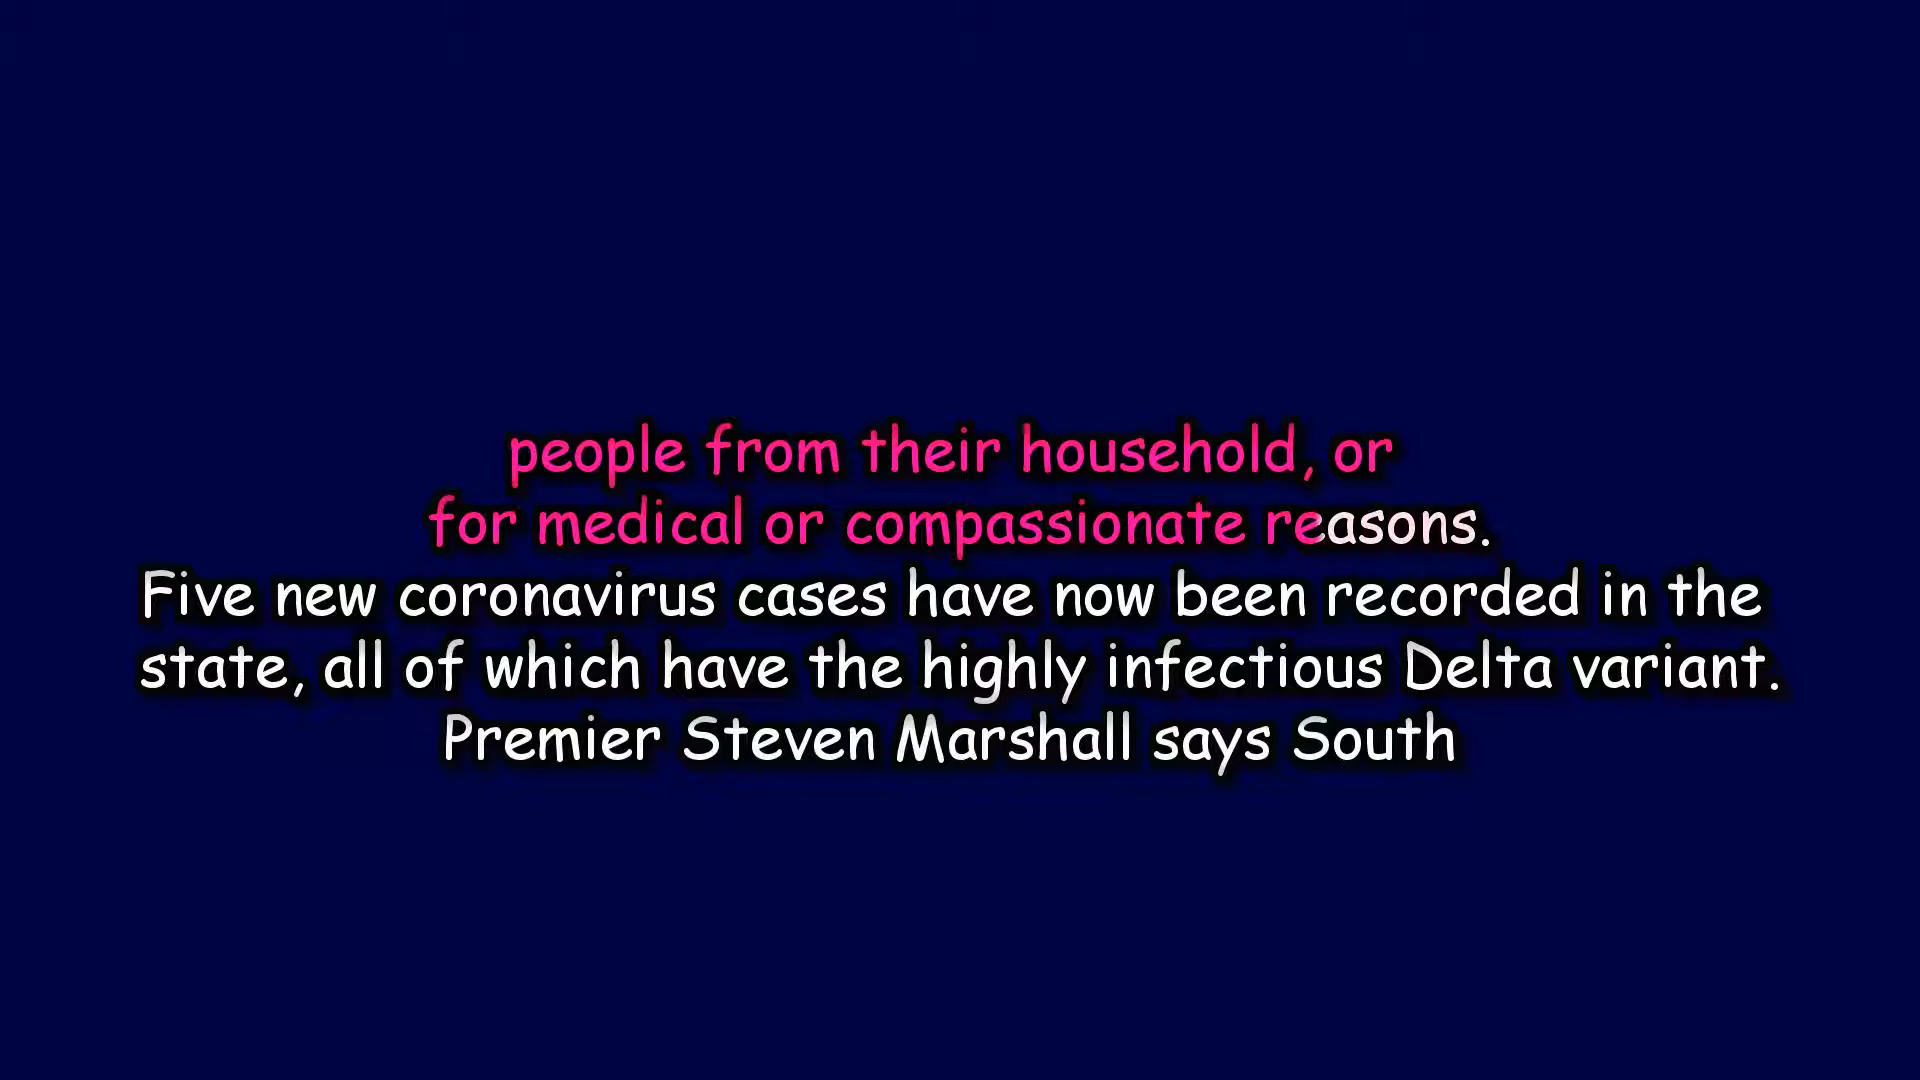 people from their household, or
for medical or compassionate reasons.
Five new coronavirus cases have now been recorded in the
state, all of which have the highly infectious Delta variant.
Premier Steven Marshall says South